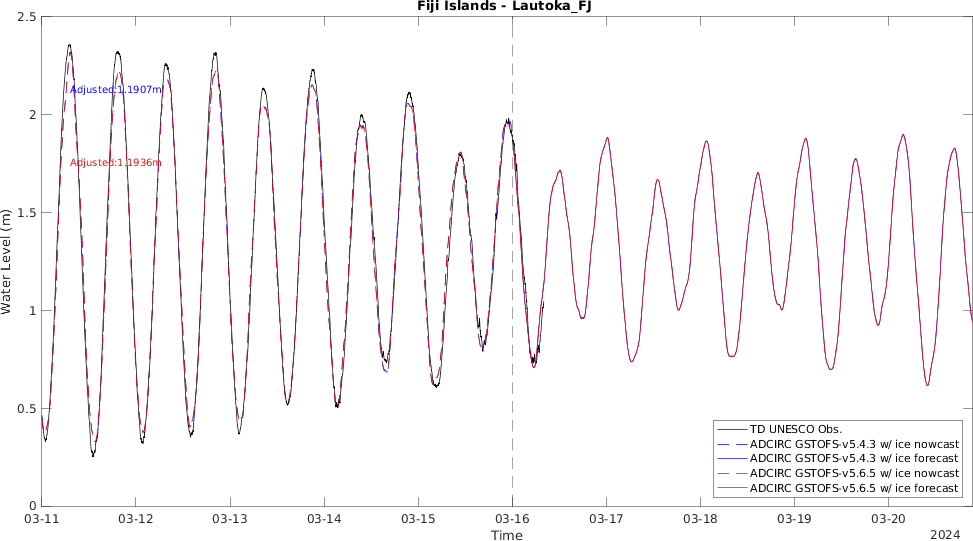 Fiji Islands - Lautoka_FJ
2.5
2
1.5
1
0.5
0
Water Level (m)
Adjusted:1.1907m
Adjusted:1.1936m
TD UNESCO Obs.
ADCIRC GSTOFS-v5.4.3 w/ ice nowcast
ADCIRC GSTOFS-v5.4.3 w/ ice forecast
ADCIRC GSTOFS-v5.6.5 w/ ice nowcast
ADCIRC GSTOFS-v5.6.5 w/ ice forecast
03-11 03-12 03-13 03-14 03-15 03-16 03-17 03-18 03-19 03-20
Time
2024